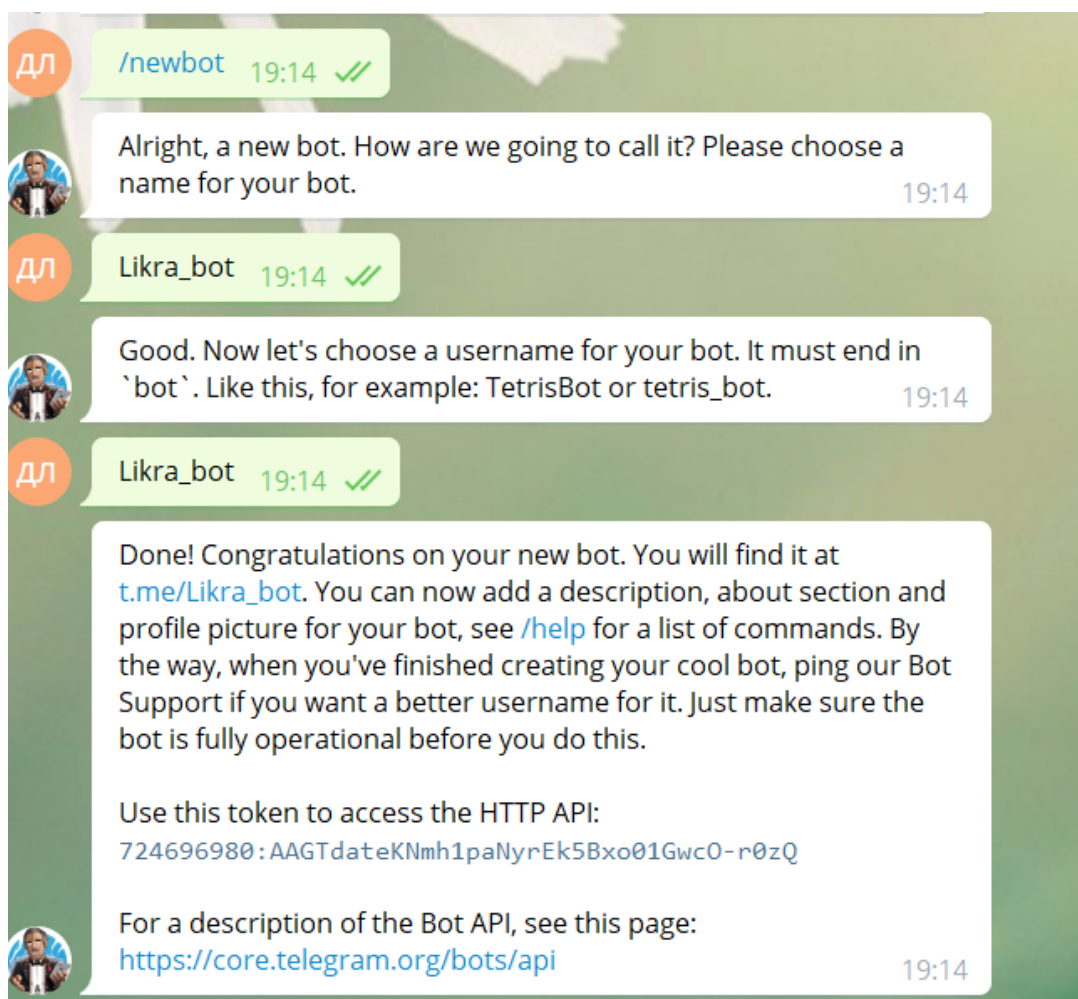 ДЛ
/newbot 19:14
Alright, a new bot. How are we going to call it? Please choose a
name for your bot.
19:14
ДЛ
Likra_bot 19:14
Good. Now let's choose a username for your bot. It must end in
`bot`. Like this, for example: TetrisBot or tetris_bot.
19:14
ДЛ
Likra_bot 19:14
Done! Congratulations on your new bot. You will find it at
t.me/Likra_bot. You can now add a description, about section and
profile picture for your bot, see /help for a list of commands. By
the way, when you've finished creating your cool bot, ping our Bot
Support if you want a better username for it. Just make sure the
bot is fully operational before you do this.
Use this token to access the HTTP API:
724696980:AAGTdateKNmh1paNyrEk5Bxo01GwcO-r0zQ
For a description of the Bot API, see this page:
https://core.telegram.org/bots/api
19:14